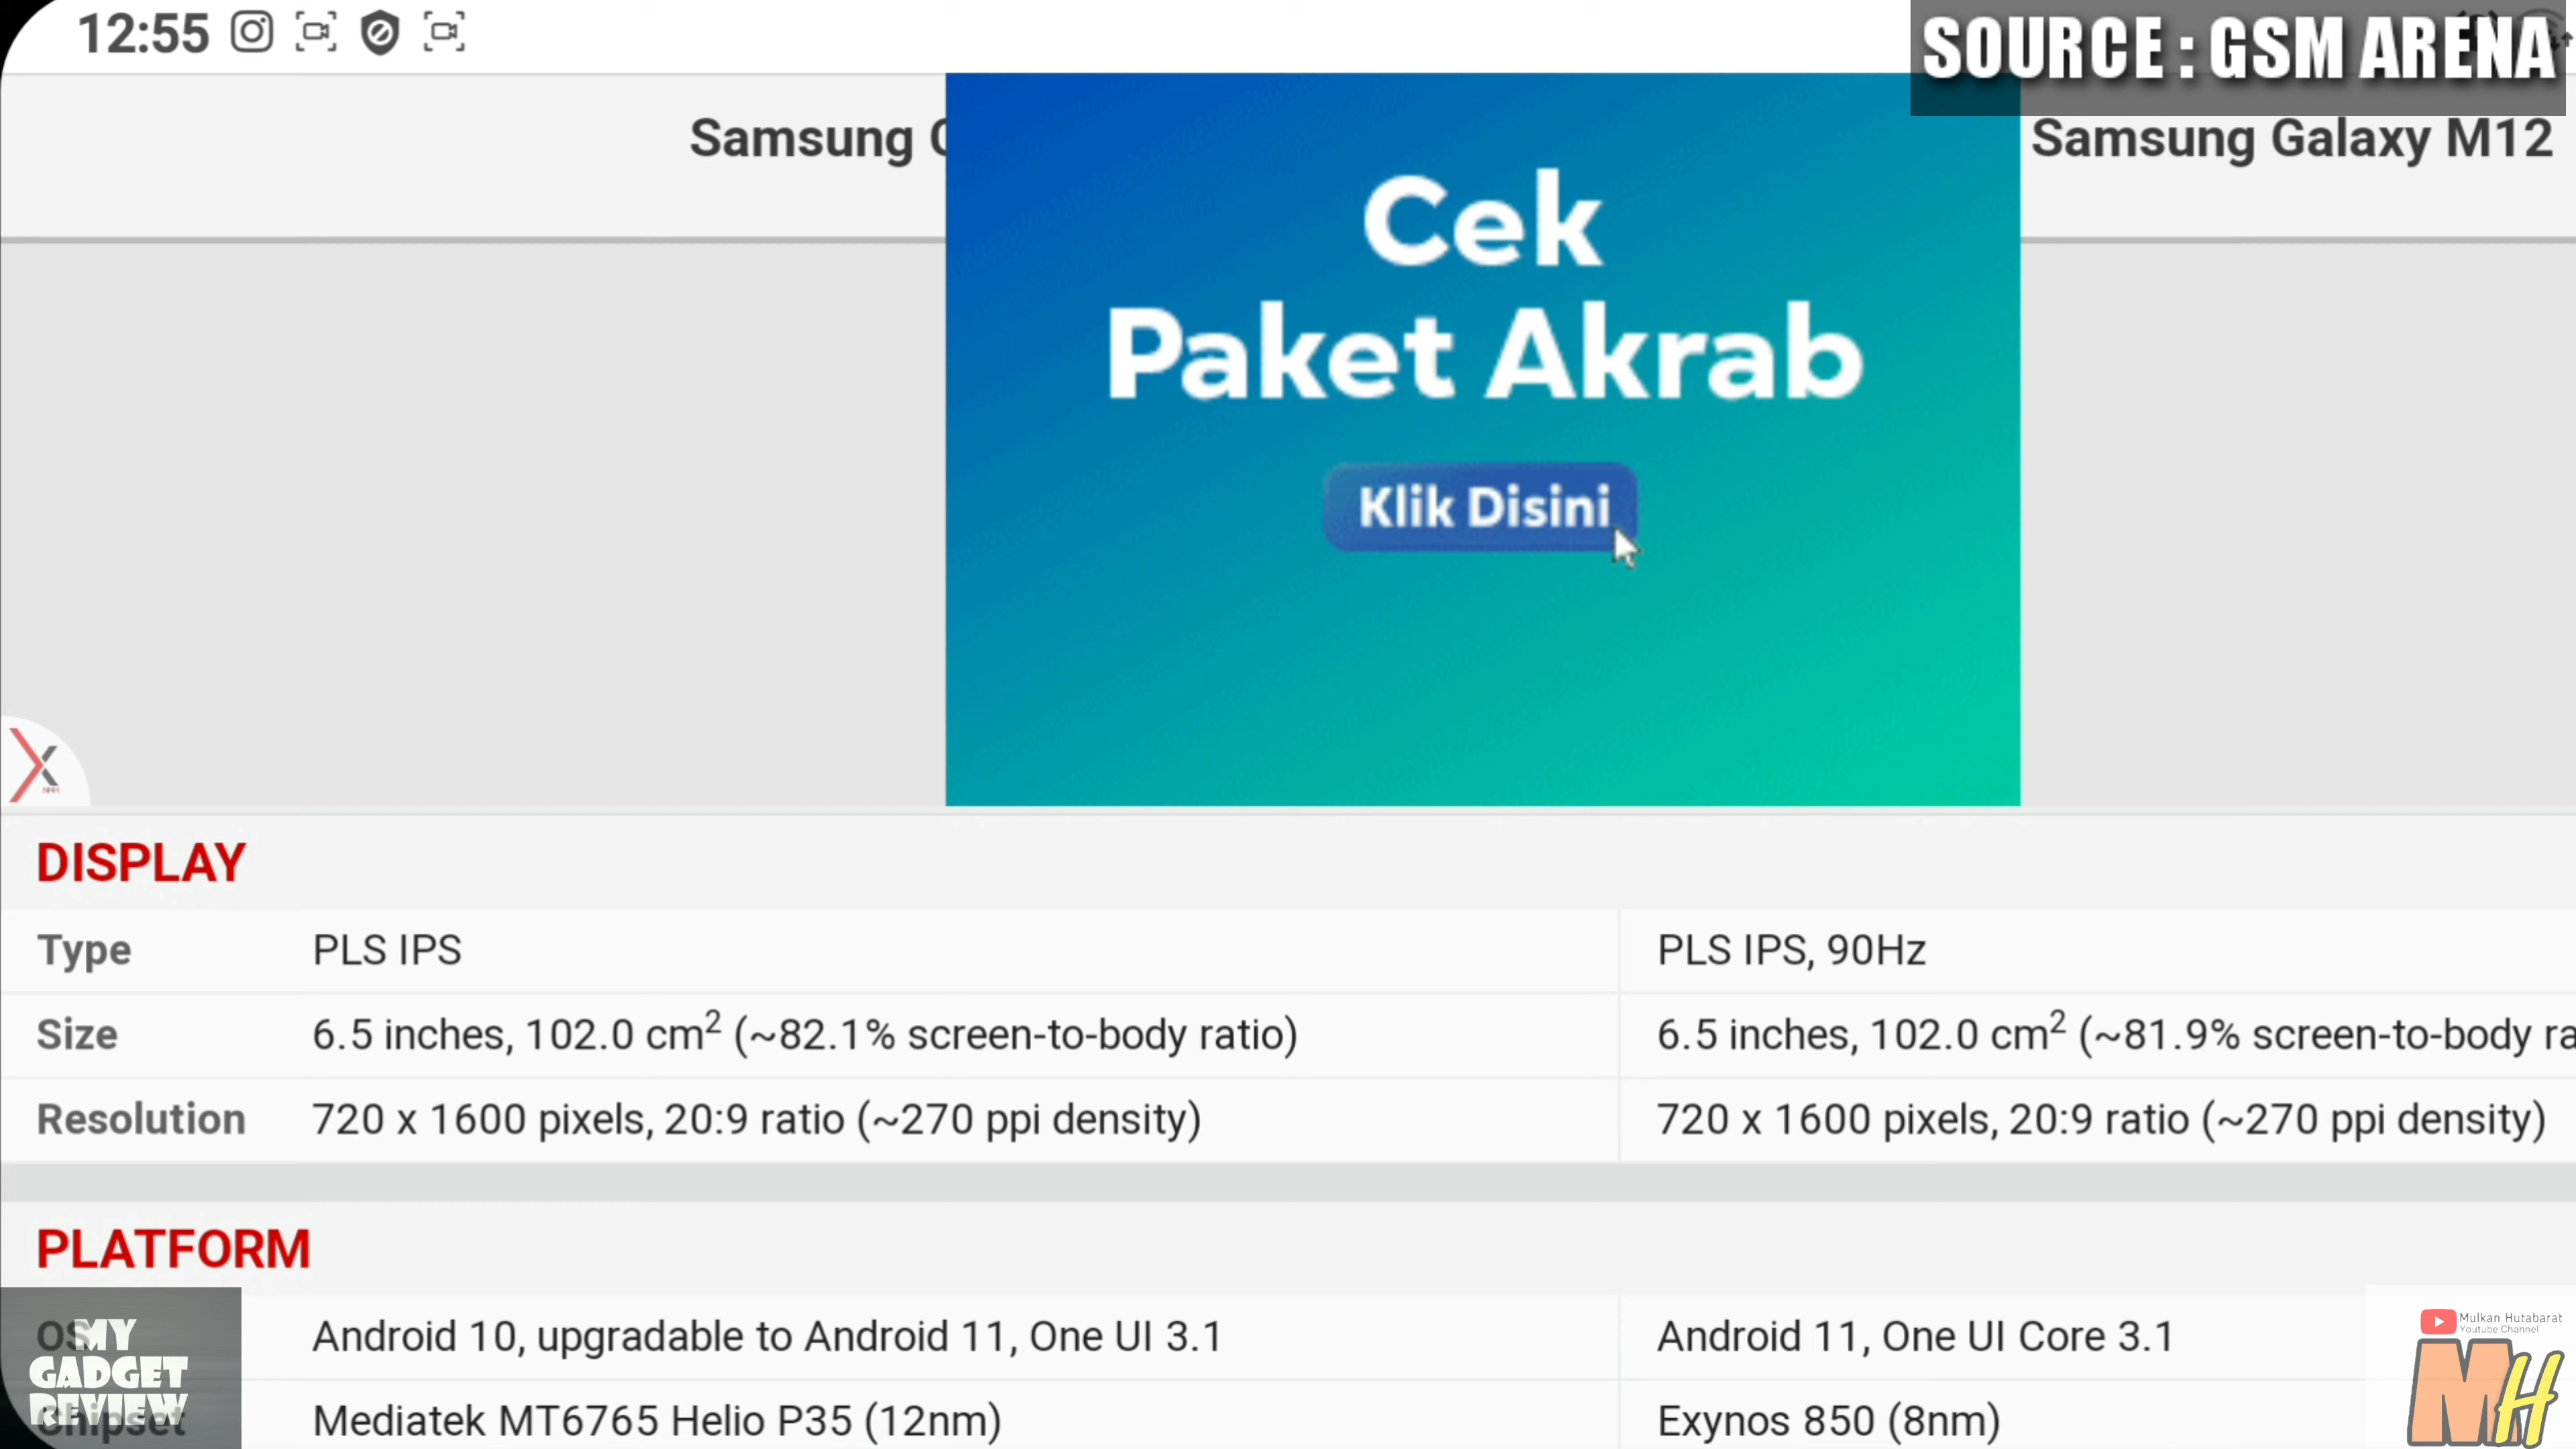 12:55
SOURCE : GSM ARENA
Samsung
Samsung Galaxy M12
Cek
Paket Akrab
Klik Disini
DISPLAY
Type PLS IPS PLS IPS, 90Hz
Size 6.5 inches, 102.0 cm² (~82.1% screen-to-body ratio) 6.5 inches, 102.0 cm² (~81.9% screen-to-body ra
Resolution 720 x 1600 pixels, 20:9 ratio (~270 ppi density) 720 x 1600 pixels, 20:9 ratio (~270 ppi density)
PLATFORM
OS Android 10, upgradable to Android 11, One UI 3.1 Android 11, One UI Core 3.1
Chipset Mediatek MT6765 Helio P35 (12nm) Exynos 850 (8nm)
MY
GADGET
REVIEW
Mulkan Hutabarat
Youtube Channel
MH